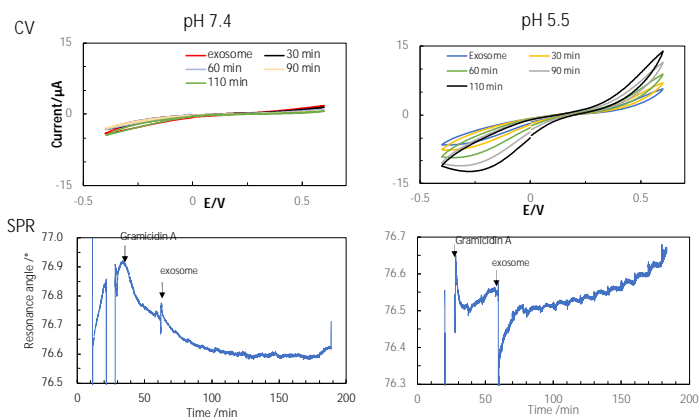 CV
pH 7.4
pH 5.5
15
0
-15
Current/µA
exosome
30 min
60 min
90 min
110 min
-0.5
0
0.5
E/V
15
0
-15
Exosome
30 min
60 min
90 min
110 min
-0.5
0
0.5
E/V
SPR
77.0
76.9
76.8
76.7
76.6
76.5
Resonance angle /°
Gramicidin A
exosome
0
50
100
150
200
Time /min
76.7
76.6
76.5
76.4
76.3
Gramicidin A
exosome
0
50
100
150
200
Time /min